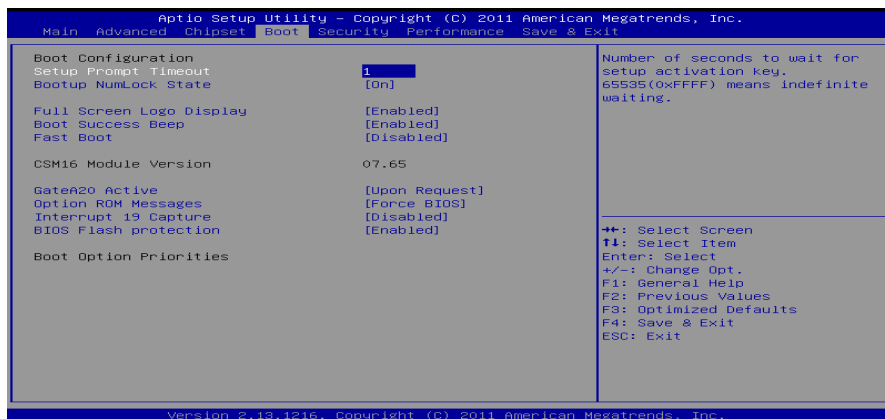 Aptio Setup Utility – Copyright (C) 2011 American Megatrends, Inc.
Main Advanced Chipset Boot Security Performance Save & Exit
Boot Configuration
Setup Prompt Timeout 1
Bootup NumLock State [On]
Full Screen Logo Display [Enabled]
Boot Success Beep [Enabled]
Fast Boot [Disabled]
CSM16 Module Version 07.65
GateA20 Active [Upon Request]
Option ROM Messages [Force BIOS]
Interrupt 19 Capture [Disabled]
BIOS Flash protection [Enabled]
Boot Option Priorities
Number of seconds to wait for
setup activation key.
65535(0xFFFF) means indefinite
waiting.
→←: Select Screen
↑↓: Select Item
Enter: Select
+/-: Change Opt.
F1: General Help
F2: Previous Values
F3: Optimized Defaults
F4: Save & Exit
ESC: Exit
Version 2.13.1216. Copyright (C) 2011 American Megatrends, Inc.